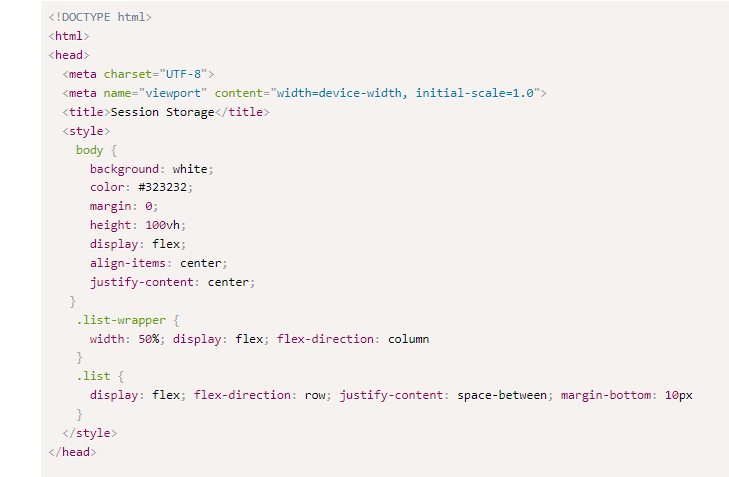 <!DOCTYPE html>
<html>
<head>
<meta charset="UTF-8">
<meta name="viewport" content="width=device-width, initial-scale=1.0">
<title>Session Storage</title>
<style>
body {
background: white;
color: #323232;
margin: 0;
height: 100vh;
display: flex;
align-items: center;
justify-content: center;
}
.list-wrapper {
width: 50%; display: flex; flex-direction: column
}
.list {
display: flex; flex-direction: row; justify-content: space-between; margin-bottom: 10px
}
</style>
</head>